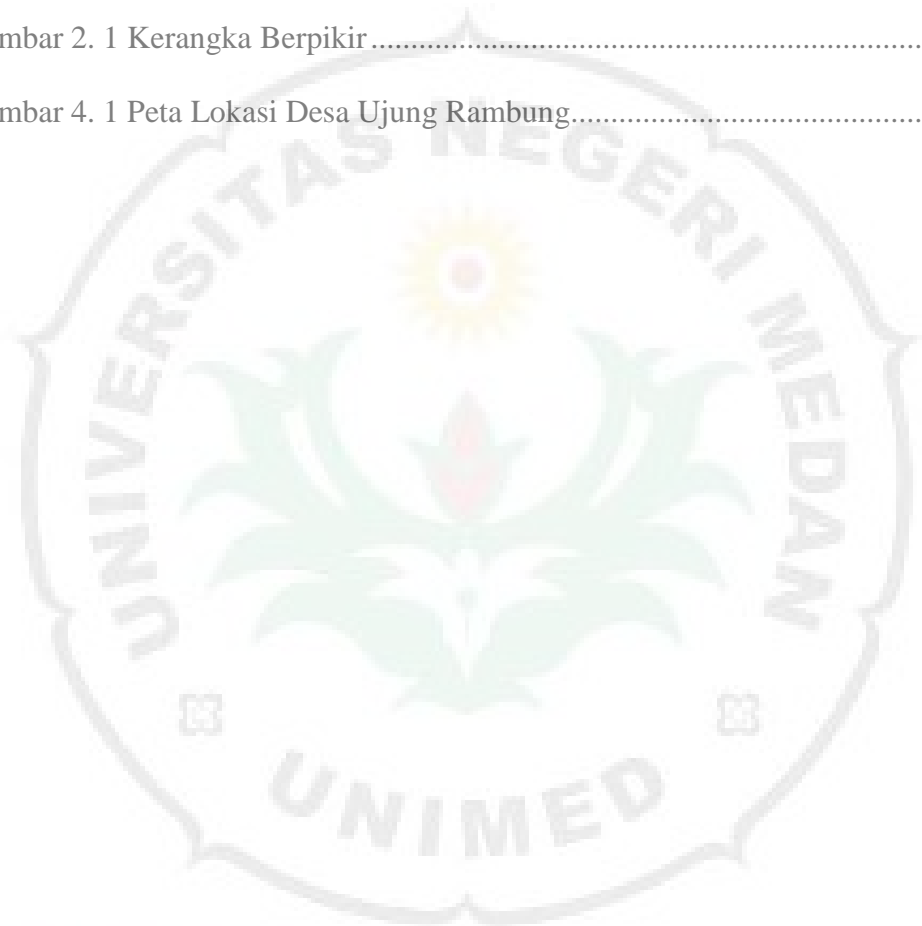 mbar 2. 1 Kerangka Berpikir........................................................................
mbar 4. 1 Peta Lokasi Desa Ujung Rambung.............................................
UNIVERSITAS NEGERI MEDAN
UNIMED